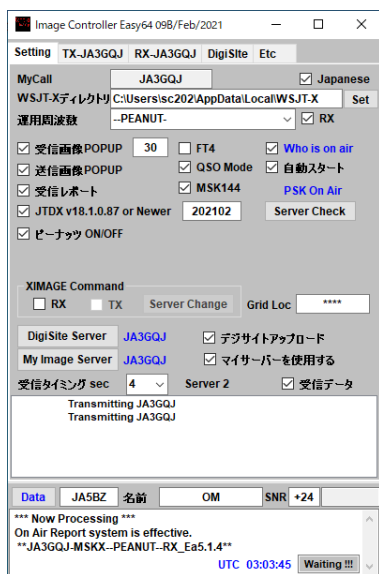 Image Controller Easy64 09B/Feb/2021
Setting TX-JA3GQJ RX-JA3GQJ DigiSIte Etc
MyCall JA3GQJ Japanese
WSJT-Xディレクトリ C:\Users\sc202\AppData\Local\WSJT-X Set
運用周波数 --PEANUT- RX
受信画像POPUP 30 FT4 Who is on air
送信画像POPUP QSO Mode 自動スタート
受信レポート MSK144 PSK On Air
JTDX v18.1.0.87 or Newer 202102 Server Check
ピーナッツ ON/OFF
XIMAGE Command
RX TX Server Change Grid Loc ****
DigiSite Server JA3GQJ デジサイトアップロード
My Image Server JA3GQJ マイサーバーを使用する
受信タイミング sec 4 Server 2 受信データ
Transmitting JA3GQJ
Transmitting JA3GQJ
Data JA5BZ 名前 OM SNR +24
*** Now Processing ***
On Air Report system is effective.
**JA3GQJ-MSKX--PEANUT--RX_Ea5.1.4**
UTC 03:03:45 Waiting !!!